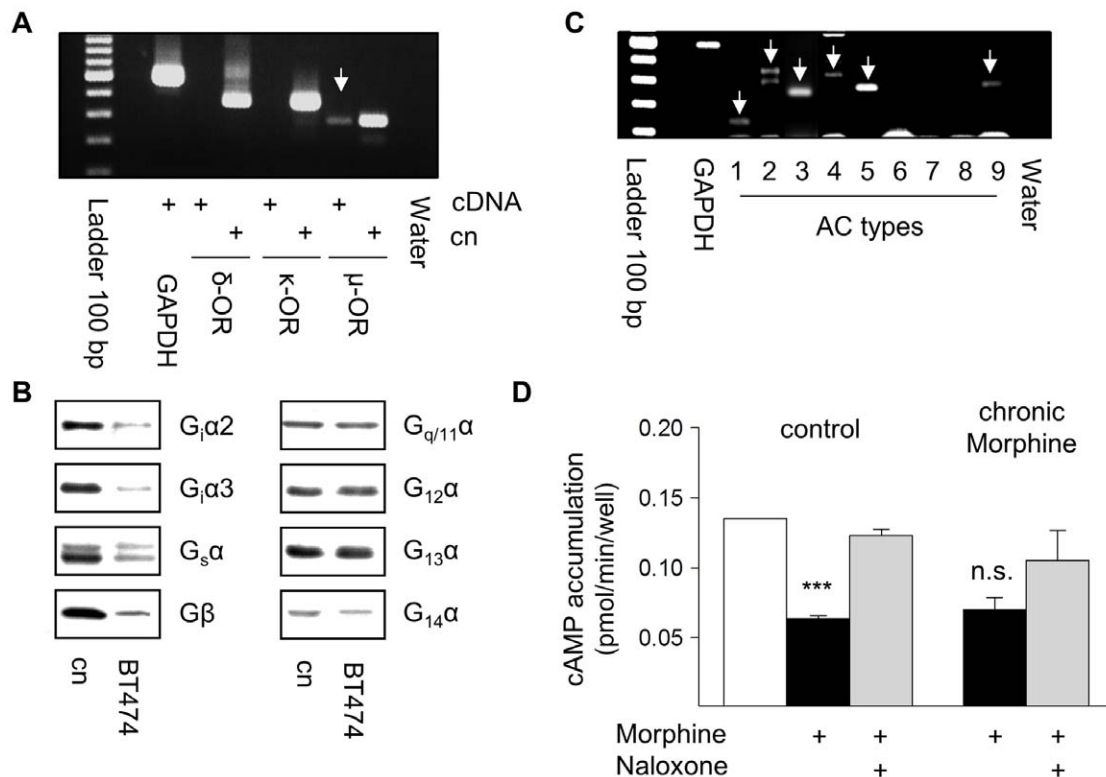 A
Ladder 100 bp
GAPDH
δ-OR
κ-OR
μ-OR
Water
+ + + + cDNA
+ + + cn
B
Giα2
Giα3
Gsα
Gβ
cn
BT474
Gq/11α
G12α
G13α
G14α
cn
BT474
C
Ladder 100 bp
GAPDH
1 2 3 4 5 6 7 8 9
AC types
Water
D
control
chronic
Morphine
cAMP accumulation
(pmol/min/well)
0.20
0.15
0.10
0.05
***
n.s.
Morphine + + + +
Naloxone + +